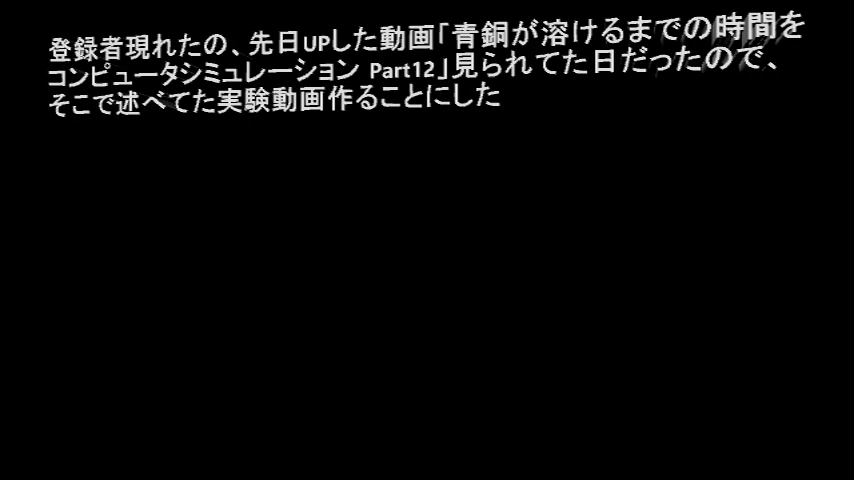 登録者現れたの、先日UPした動画「青銅が溶けるまでの時間を
コンピュータシミュレーション Part12」見られてた日だったので、
そこで述べてた実験動画作ることにした